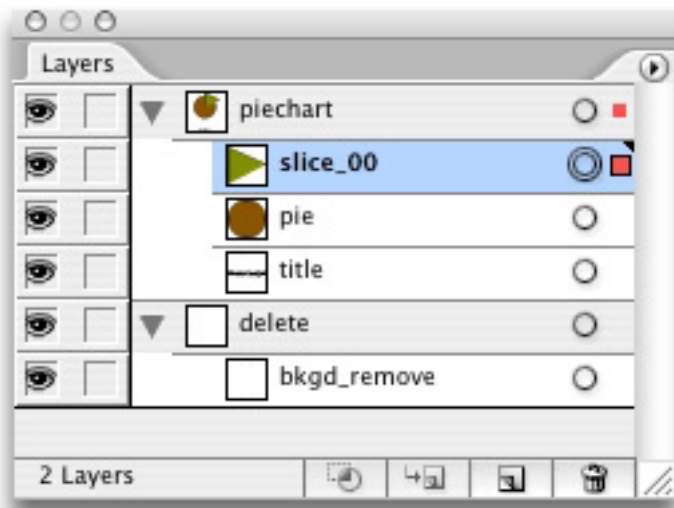 Layers
piechart
slice_00
pie
title
delete
bkgd_remove
2 Layers